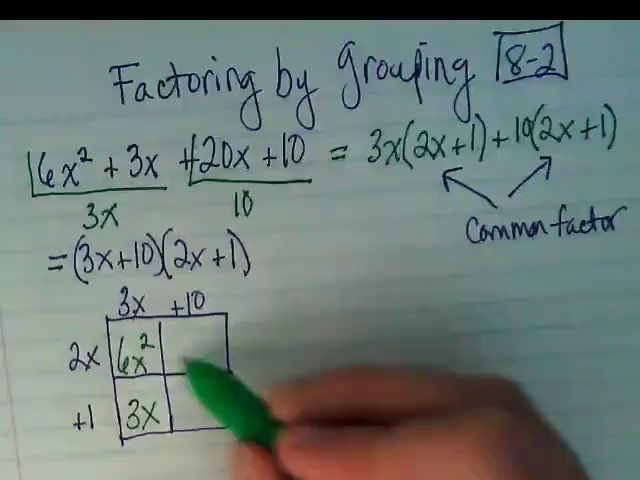 Factoring by grouping 8-2
6x² + 3x + 20x + 10 = 3x(2x+1) + 10(2x+1)
3x 10
Common factor
= (3x+10)(2x+1)
3x +10
2x 6x²
+1 3x